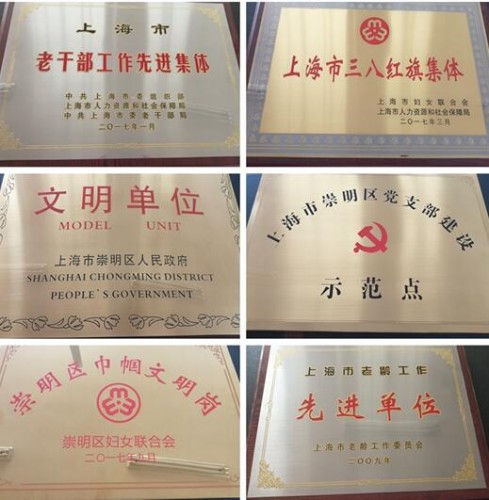 上海市
老干部工作先进集体
中共上海市委组织部
上海市人力资源和社会保障局
中共上海市委老干部局
二〇一七年一月
上海市三八红旗集体
上海市妇女联合会
上海市人力资源和社会保障局
二〇一七年三月
文明单位
MODEL UNIT
上海市崇明区人民政府
SHANGHAI CHONGMING DISTRICT
PEOPLE'S GOVERNMENT
上海市崇明区党支部建设
示范点
崇明区巾帼文明岗
崇明区妇女联合会
二〇一七年九月
上海市老龄工作
先进单位
上海市老龄工作委员会
二〇〇九年